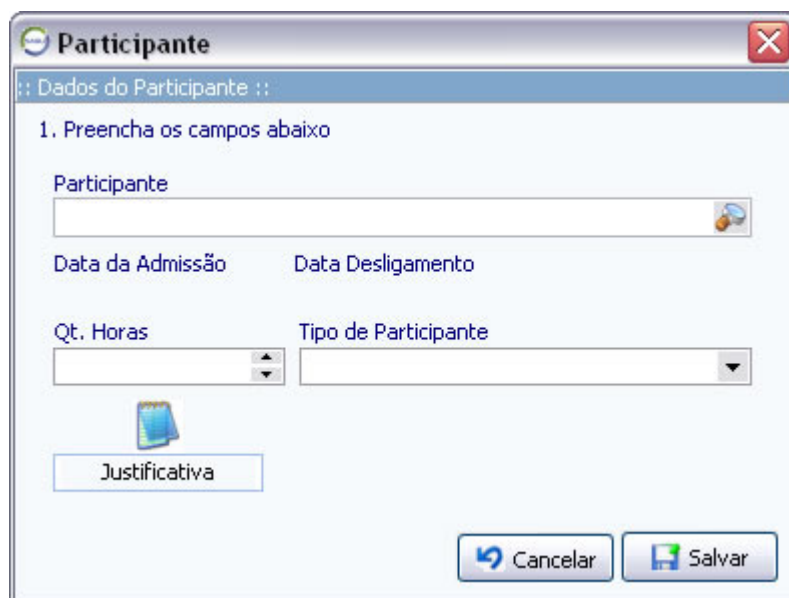 Participante
:: Dados do Participante ::
1. Preencha os campos abaixo
Participante
Data da Admissão Data Desligamento
Qt. Horas Tipo de Participante
Justificativa
Cancelar Salvar